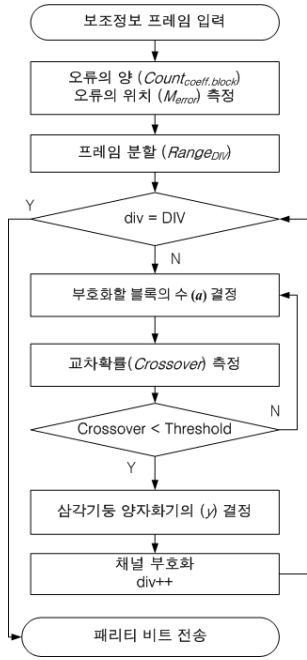 보조정보 프레임 입력
오류의 양 (Count_coeff.block)
오류의 위치 (M_error) 측정
프레임 분할 (Range_DIV)
Y
div = DIV
N
부호화할 블록의 수 (a) 결정
교차확률(Crossover) 측정
N
Crossover < Threshold
Y
삼각기둥 양자화기의 (y) 결정
채널 부호화
div++
패리티 비트 전송